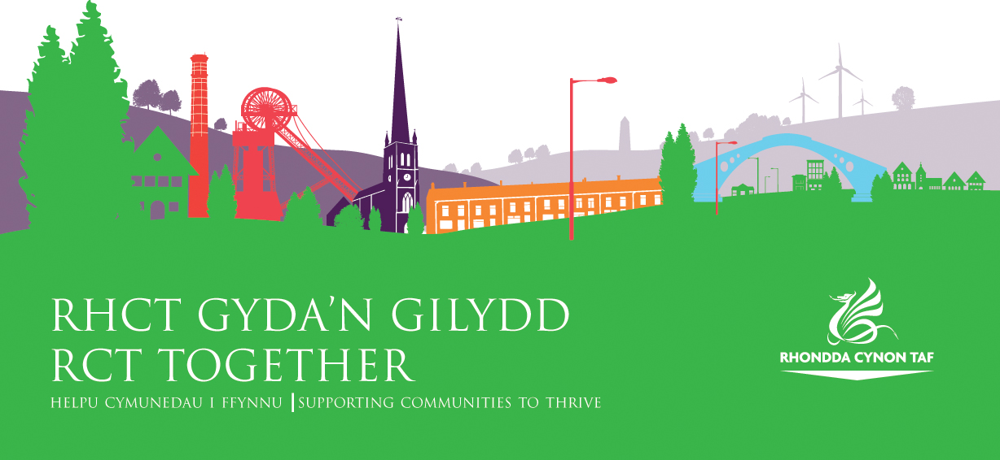 RHCT GYDA’N GILYDD
RCT TOGETHER
HELPU CYMUNEDAU I FFYNNU | SUPPORTING COMMUNITIES TO THRIVE
RHONDDA CYNON TAF